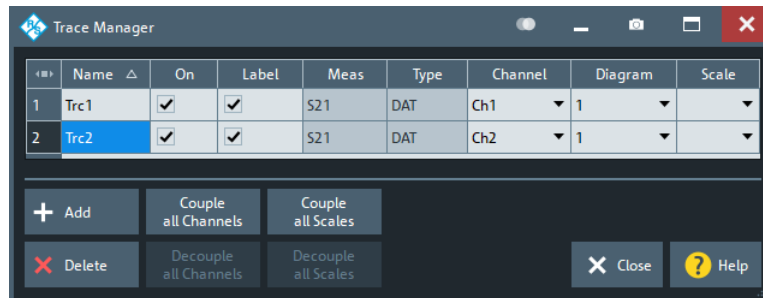 Trace Manager
Name On Label Meas Type Channel Diagram Scale
1 Trc1 S21 DAT Ch1 1
2 Trc2 S21 DAT Ch2 1
Add
Couple
all Channels
Couple
all Scales
Delete
Decouple
all Channels
Decouple
all Scales
Close
? Help